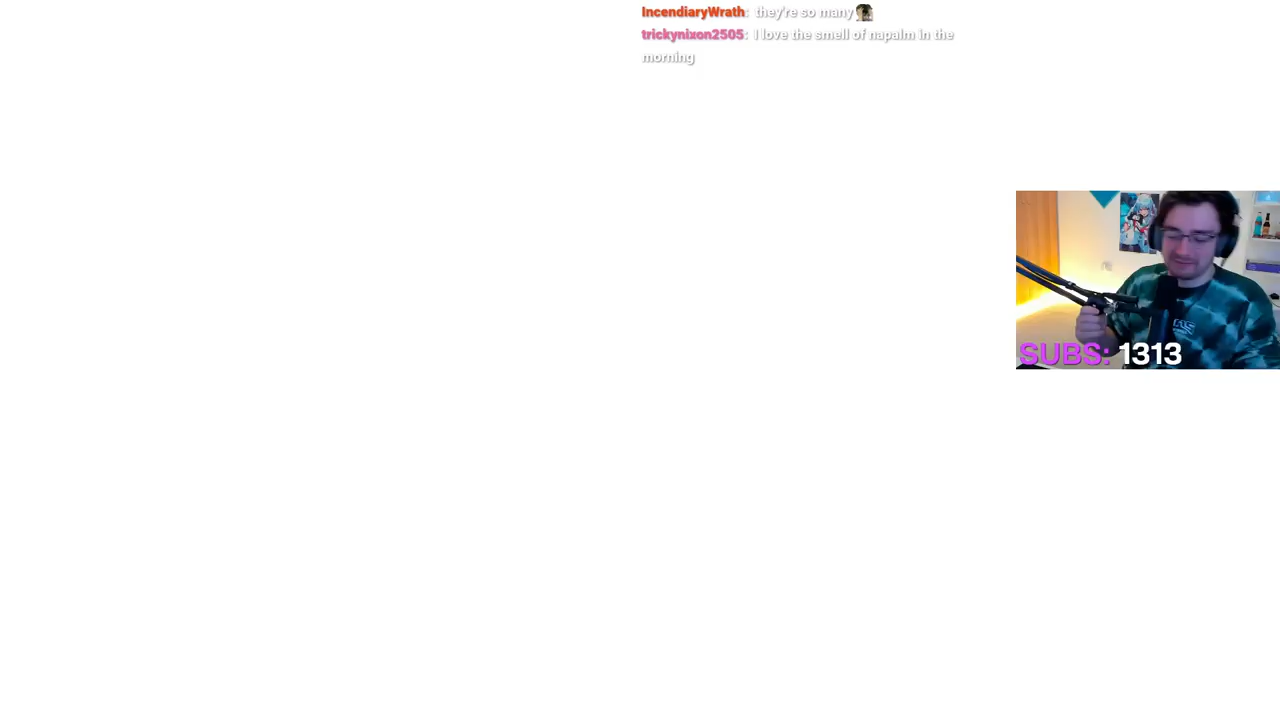 IncendiaryWrath: they're so many
trickynixon2505: I love the smell of napalm in the
morning
SUBS: 1313